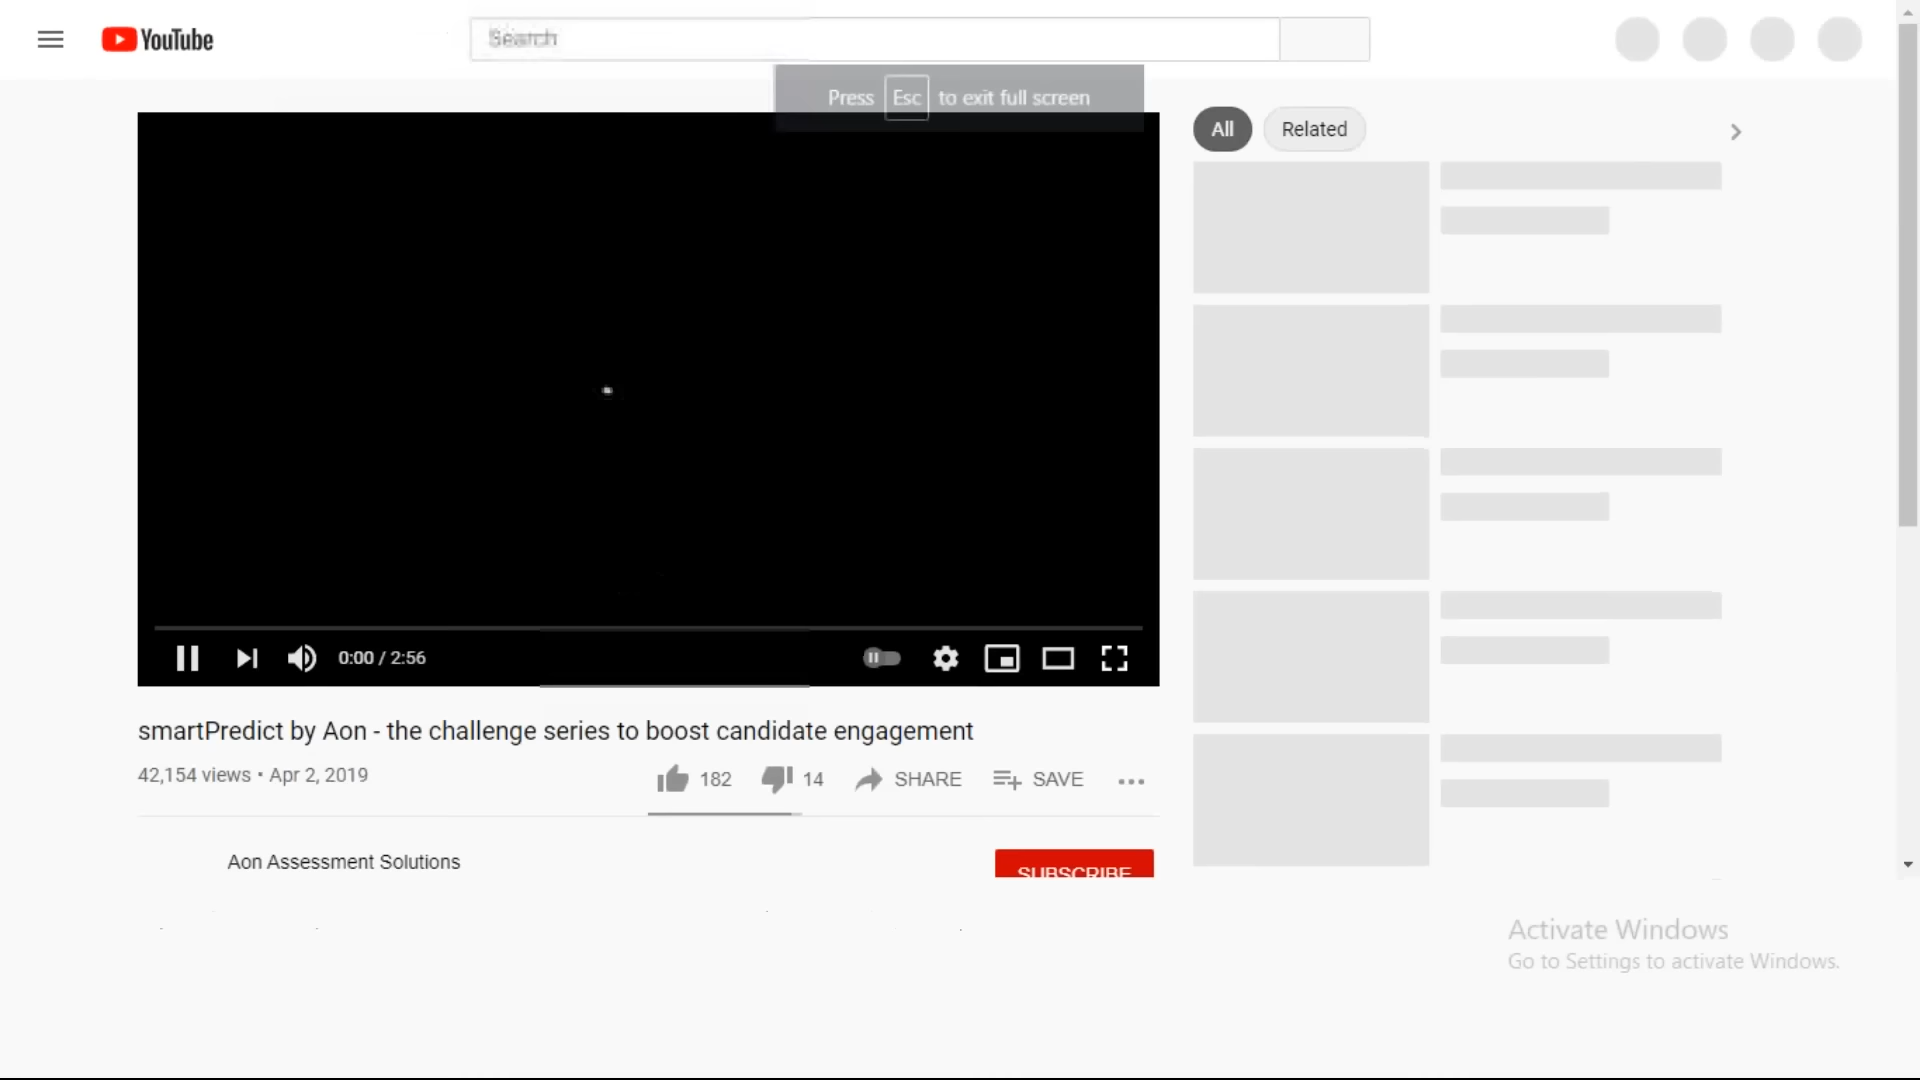 YouTube
Search
Press Esc to exit full screen
All
Related
0:00 / 2:56
smartPredict by Aon - the challenge series to boost candidate engagement
42,154 views • Apr 2, 2019
182
14
SHARE
SAVE
Aon Assessment Solutions
SUBSCRIBE
Activate Windows
Go to Settings to activate Windows.